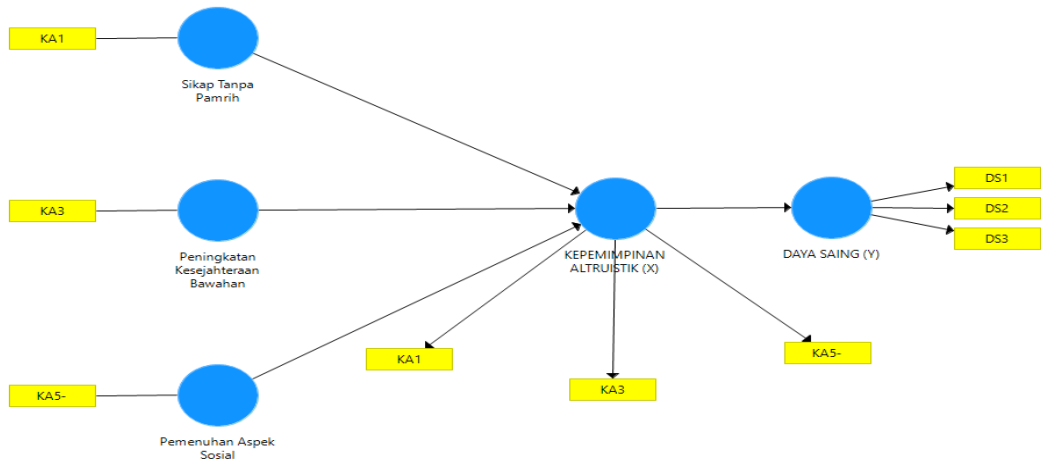 KA1
Sikap Tanpa
Pamrih
KA3
Peningkatan
Kesejahteraan
Bawahan
KA5-
Pemenuhan Aspek
Sosial
KEPEMIMPINAN
ALTRUISTIK (X)
KA1
KA3
KA5-
DAYA SAING (Y)
DS1
DS2
DS3